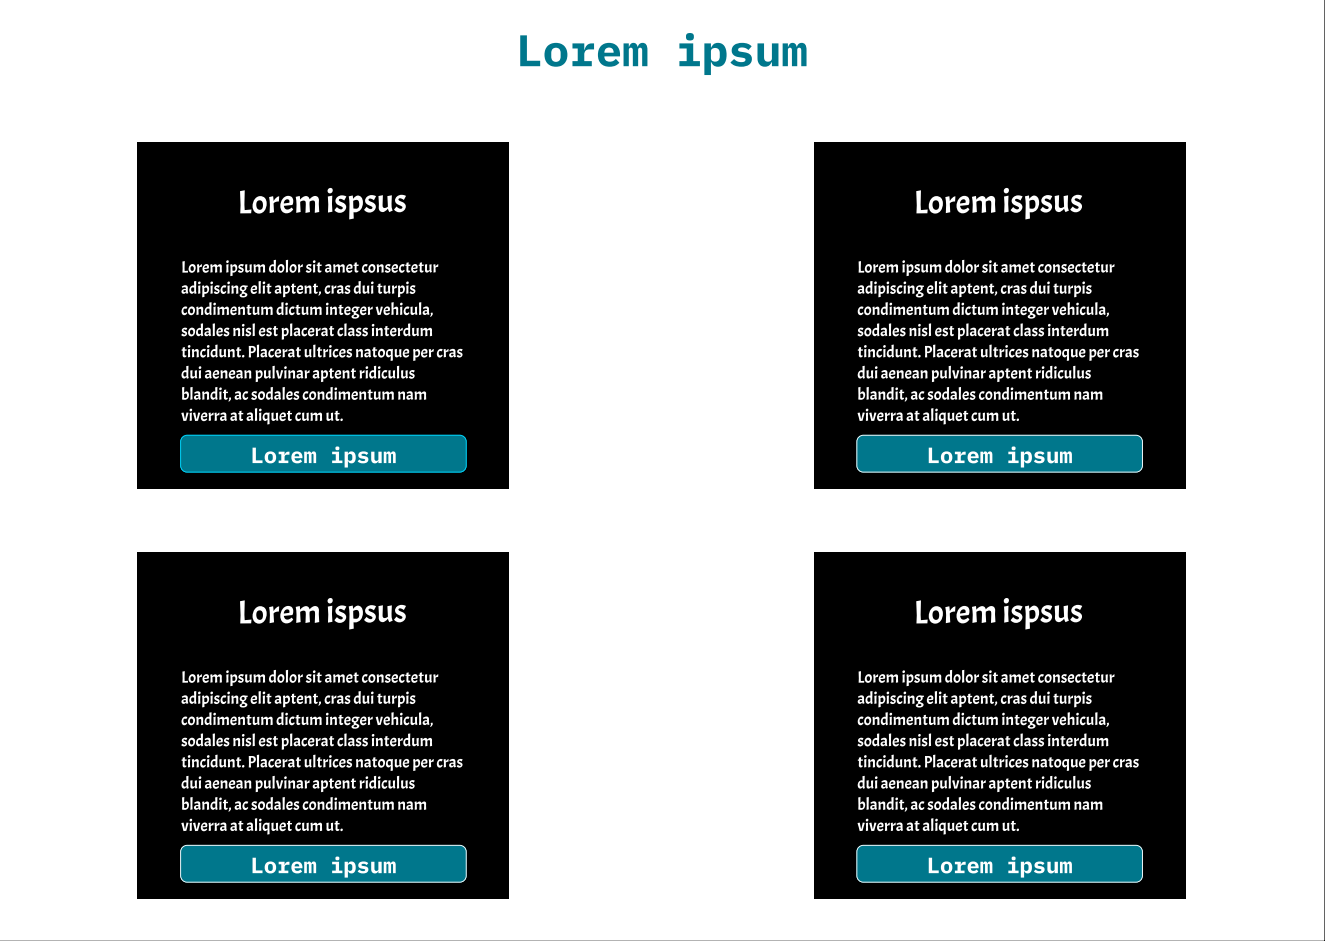 Lorem ipsum
Lorem ispsus
Lorem ipsum dolor sit amet consectetur
adipiscing elit aptent, cras dui turpis
condimentum dictum integer vehicula,
sodales nisl est placerat class interdum
tincidunt. Placerat ultrices natoque per cras
dui aenean pulvinar aptent ridiculus
blandit, ac sodales condimentum nam
viverra at aliquet cum ut.
Lorem ipsum
Lorem ispsus
Lorem ipsum dolor sit amet consectetur
adipiscing elit aptent, cras dui turpis
condimentum dictum integer vehicula,
sodales nisl est placerat class interdum
tincidunt. Placerat ultrices natoque per cras
dui aenean pulvinar aptent ridiculus
blandit, ac sodales condimentum nam
viverra at aliquet cum ut.
Lorem ipsum
Lorem ispsus
Lorem ipsum dolor sit amet consectetur
adipiscing elit aptent, cras dui turpis
condimentum dictum integer vehicula,
sodales nisl est placerat class interdum
tincidunt. Placerat ultrices natoque per cras
dui aenean pulvinar aptent ridiculus
blandit, ac sodales condimentum nam
viverra at aliquet cum ut.
Lorem ipsum
Lorem ispsus
Lorem ipsum dolor sit amet consectetur
adipiscing elit aptent, cras dui turpis
condimentum dictum integer vehicula,
sodales nisl est placerat class interdum
tincidunt. Placerat ultrices natoque per cras
dui aenean pulvinar aptent ridiculus
blandit, ac sodales condimentum nam
viverra at aliquet cum ut.
Lorem ipsum